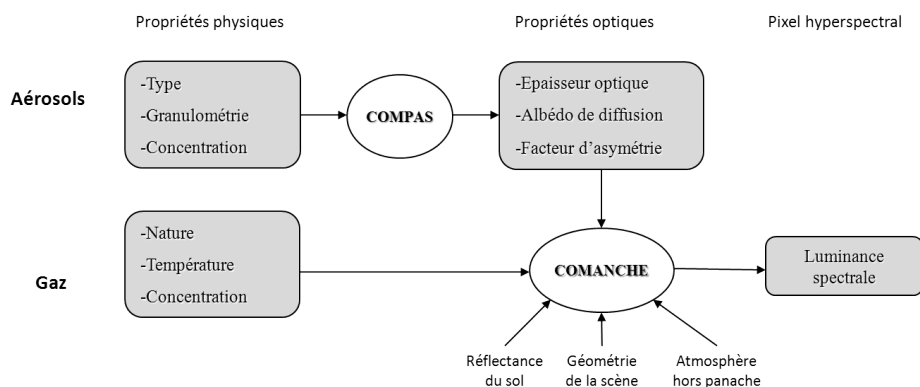 Propriétés physiques
Propriétés optiques
Pixel hyperspectral
Aérosols
-Type
-Granulométrie
-Concentration
COMPAS
-Epaisseur optique
-Albédo de diffusion
-Facteur d'asymétrie
Gaz
-Nature
-Température
-Concentration
COMANCHE
Luminance
spectrale
Réflectance
du sol
Géométrie
de la scène
Atmosphère
hors panache